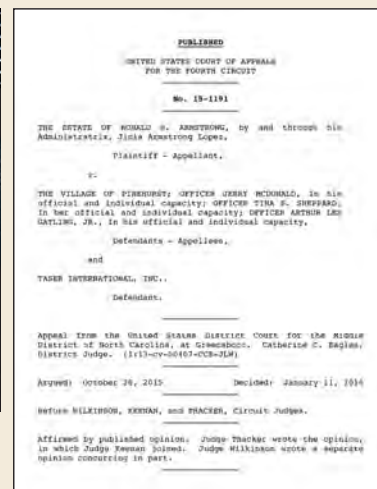 PUBLISHED
UNITED STATES COURT OF APPEALS
FOR THE FOURTH CIRCUIT
No. 15-1191
THE ESTATE OF RONALD H. ARMSTRONG, by and through his
Administratrix, Jinia Armstrong Lopez,
Plaintiff - Appellant,
v.
THE VILLAGE OF PINEHURST; OFFICER JERRY MCDONALD, in his
official and individual capacity; OFFICER TINA S. SHEPPARD,
in her official and individual capacity; OFFICER ARTHUR LEE
GATLING, JR., in his official and individual capacity,
Defendants - Appellees,
and
TASER INTERNATIONAL, INC.,
Defendant.
Appeal from the United States District Court for the Middle
District of North Carolina, at Greensboro. Catherine C. Eagles,
District Judge. (1:13-cv-00407-CCE-JLW)
Argued: October 28, 2015 Decided: January 11, 2016
Before WILKINSON, KEENAN, and THACKER, Circuit Judges.
Affirmed by published opinion. Judge Thacker wrote the opinion,
in which Judge Keenan joined. Judge Wilkinson wrote a separate
opinion concurring in part.